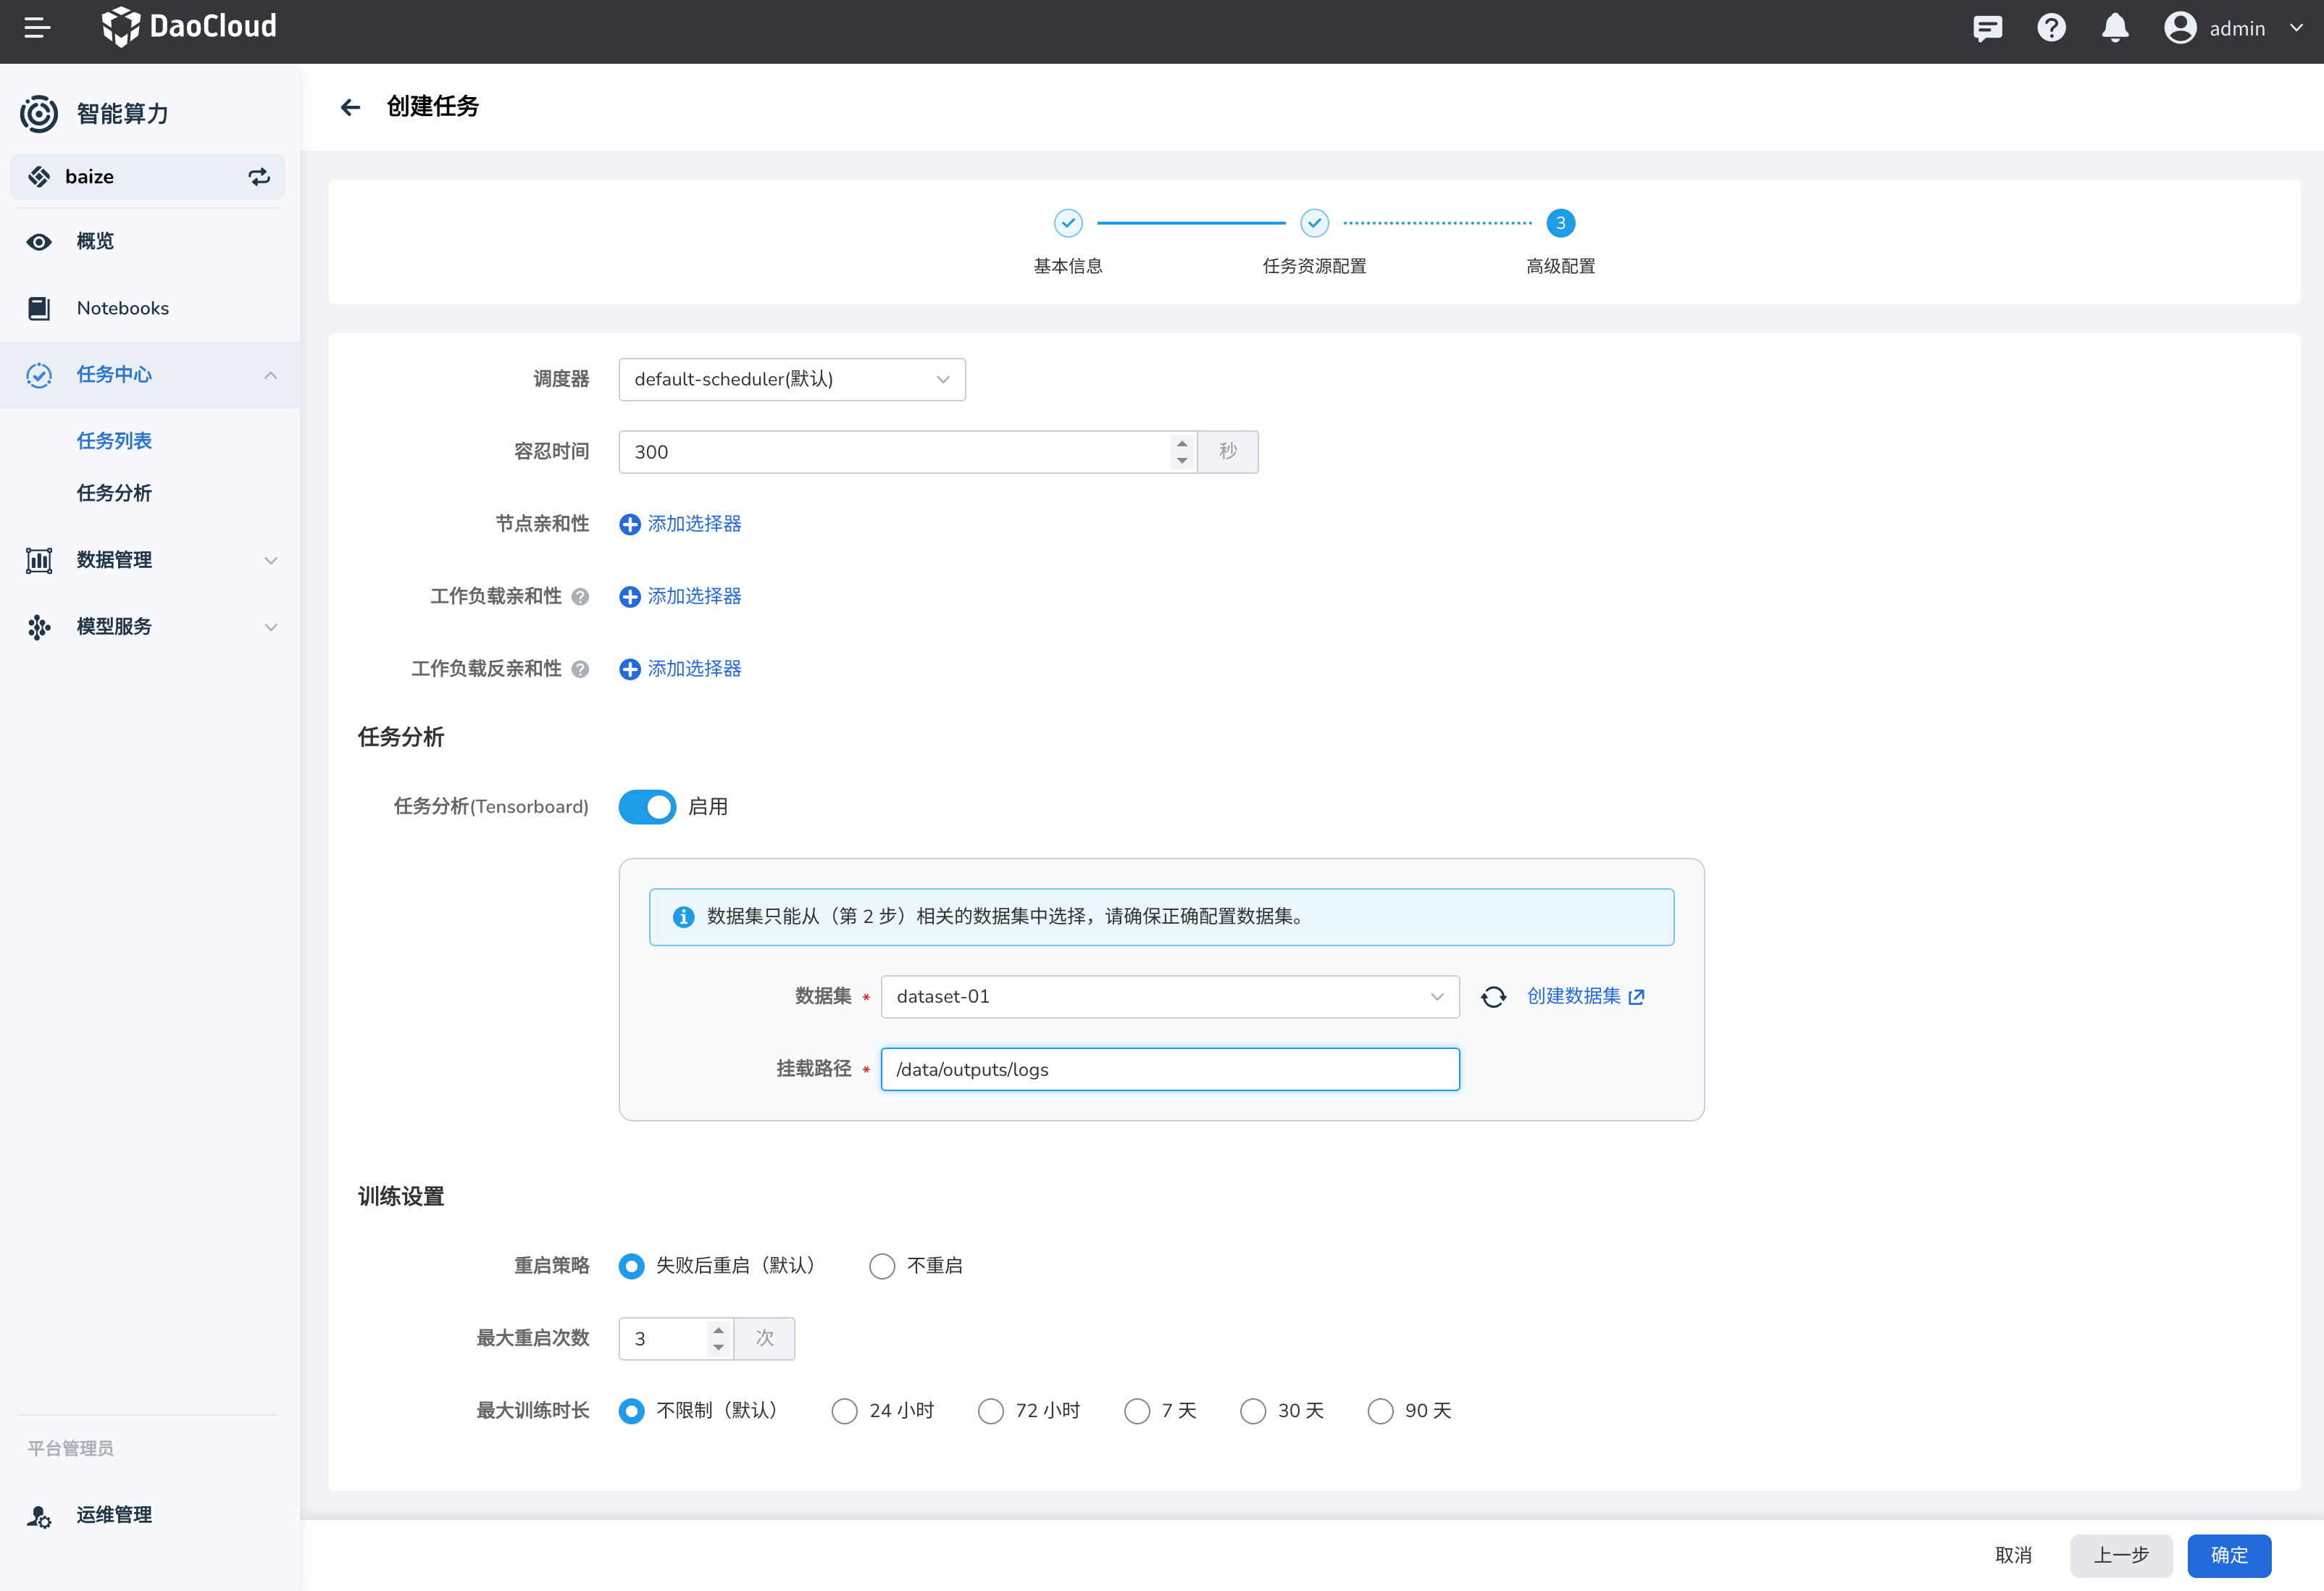 DaoCloud
admin
智能算力
baize
概览
Notebooks
任务中心
任务列表
任务分析
数据管理
模型服务
平台管理员
运维管理
创建任务
3
基本信息 任务资源配置 高级配置
调度器 default-scheduler(默认)
容忍时间 300 秒
节点亲和性 添加选择器
工作负载亲和性 添加选择器
工作负载反亲和性 添加选择器
任务分析
任务分析(Tensorboard) 启用
数据集只能从（第 2 步）相关的数据集中选择，请确保正确配置数据集。
数据集 * dataset-01 创建数据集
挂载路径 * /data/outputs/logs
训练设置
重启策略 失败后重启（默认） 不重启
最大重启次数 3 次
最大训练时长 不限制（默认） 24 小时 72 小时 7 天 30 天 90 天
取消 上一步 确定